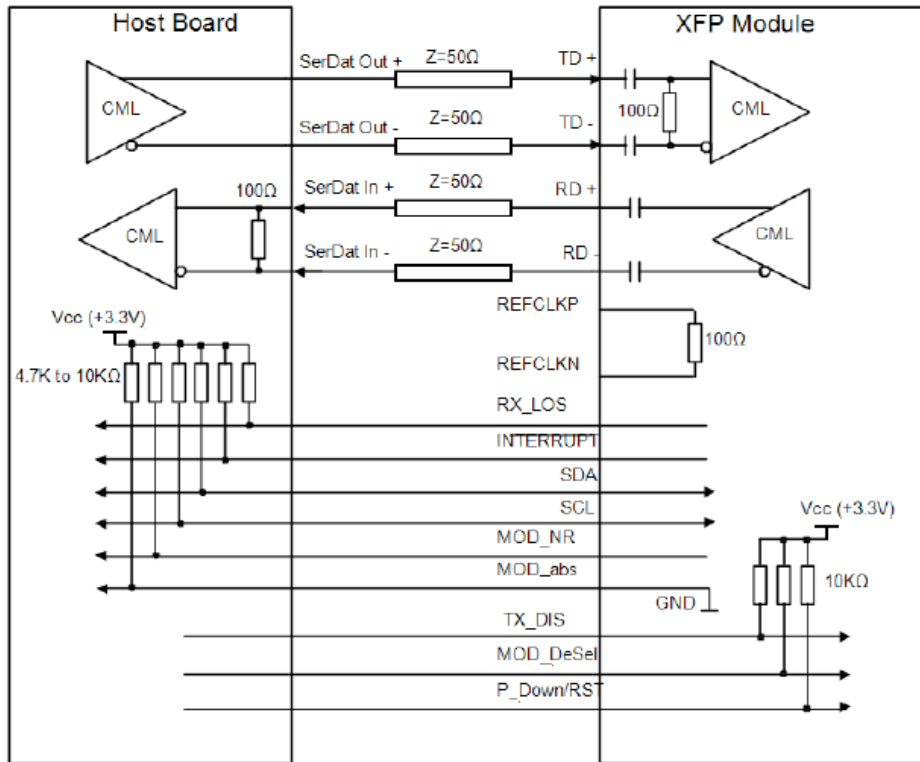 Host Board
XFP Module
SerDat Out +
Z=50Ω
TD +
CML
100Ω
CML
SerDat Out -
Z=50Ω
TD -
100Ω
SerDat In +
Z=50Ω
RD +
CML
CML
SerDat In -
Z=50Ω
RD -
REFCLKP
Vcc (+3.3V)
100Ω
4.7K to 10KΩ
REFCLKN
RX_LOS
INTERRUPT
SDA
SCL
Vcc (+3.3V)
MOD_NR
MOD_abs
10KΩ
GND
TX_DIS
MOD_DeSel
P_Down/RST